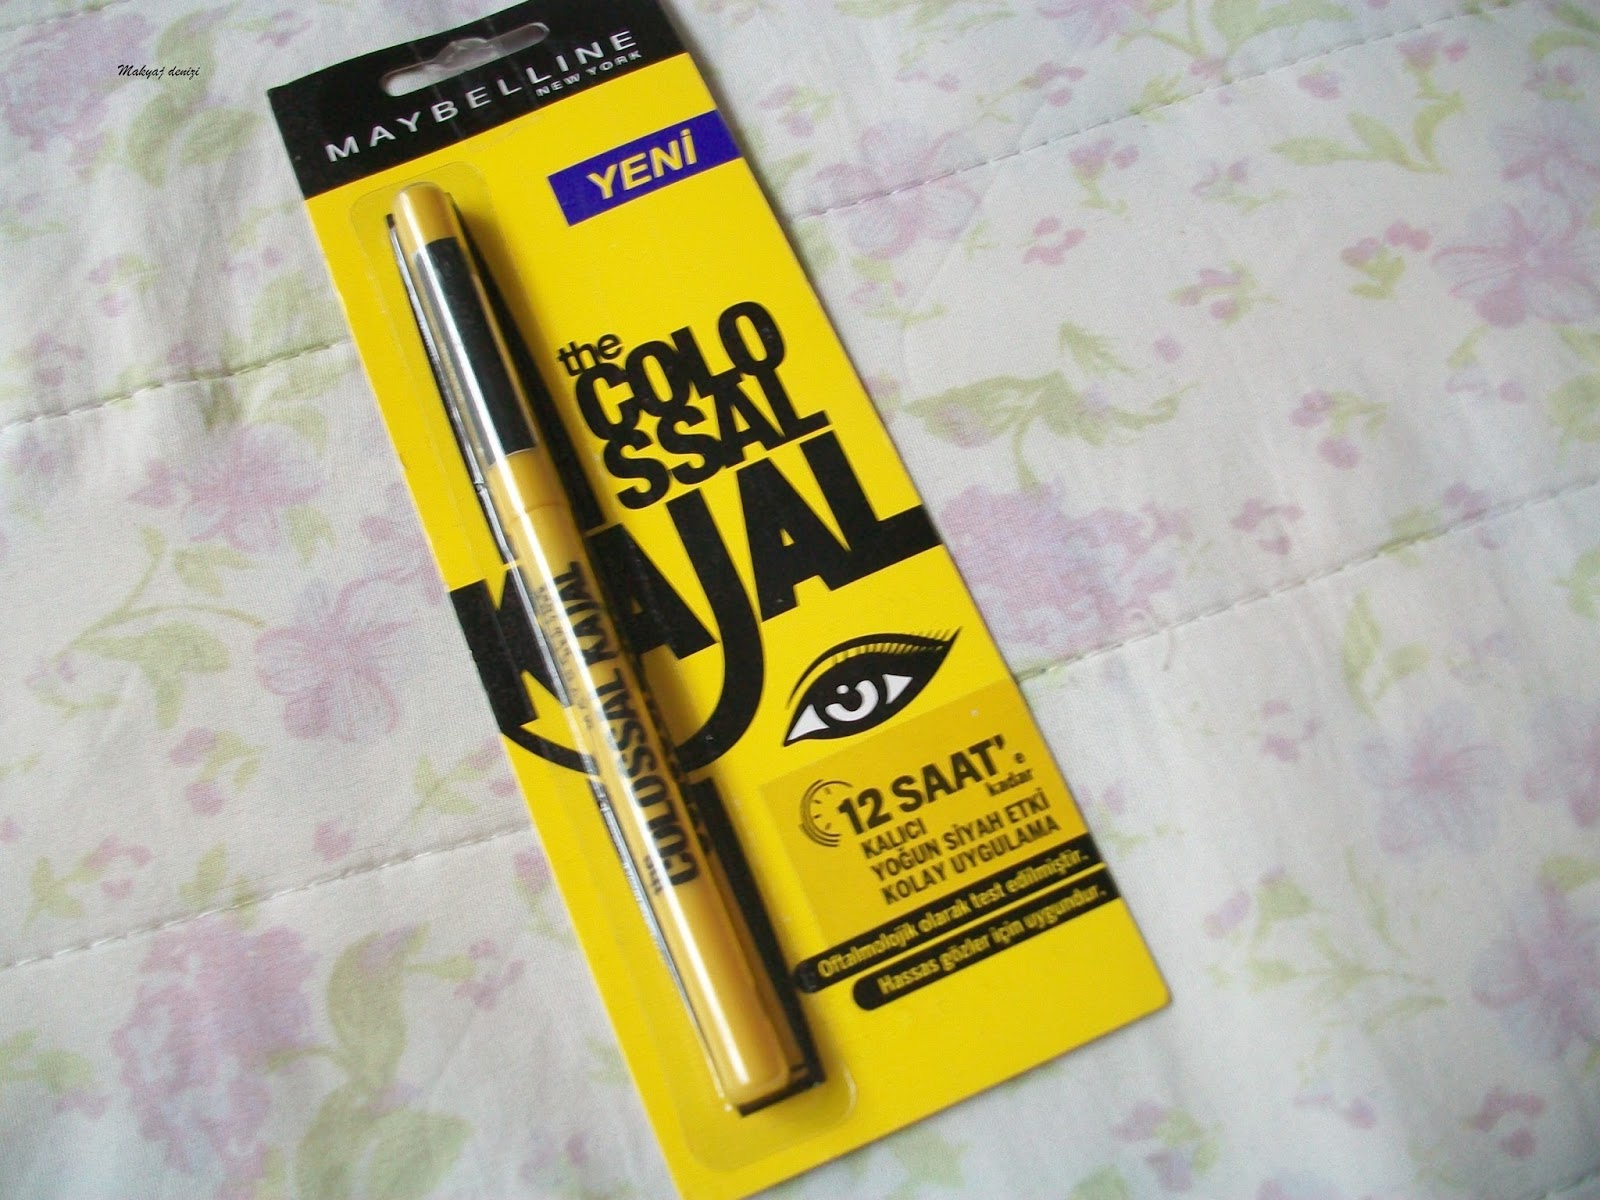 Makyaj denizi
MAYBELLINE
NEW YORK
YENİ
the
COLO
SSAL
KAJAL
the COLOSSAL KAJAL
12 SAAT'e
kadar
KALICI
YOĞUN SİYAH ETKİ
KOLAY UYGULAMA
Oftalmolojik olarak test edilmiştir.
Hassas gözler için uygundur.